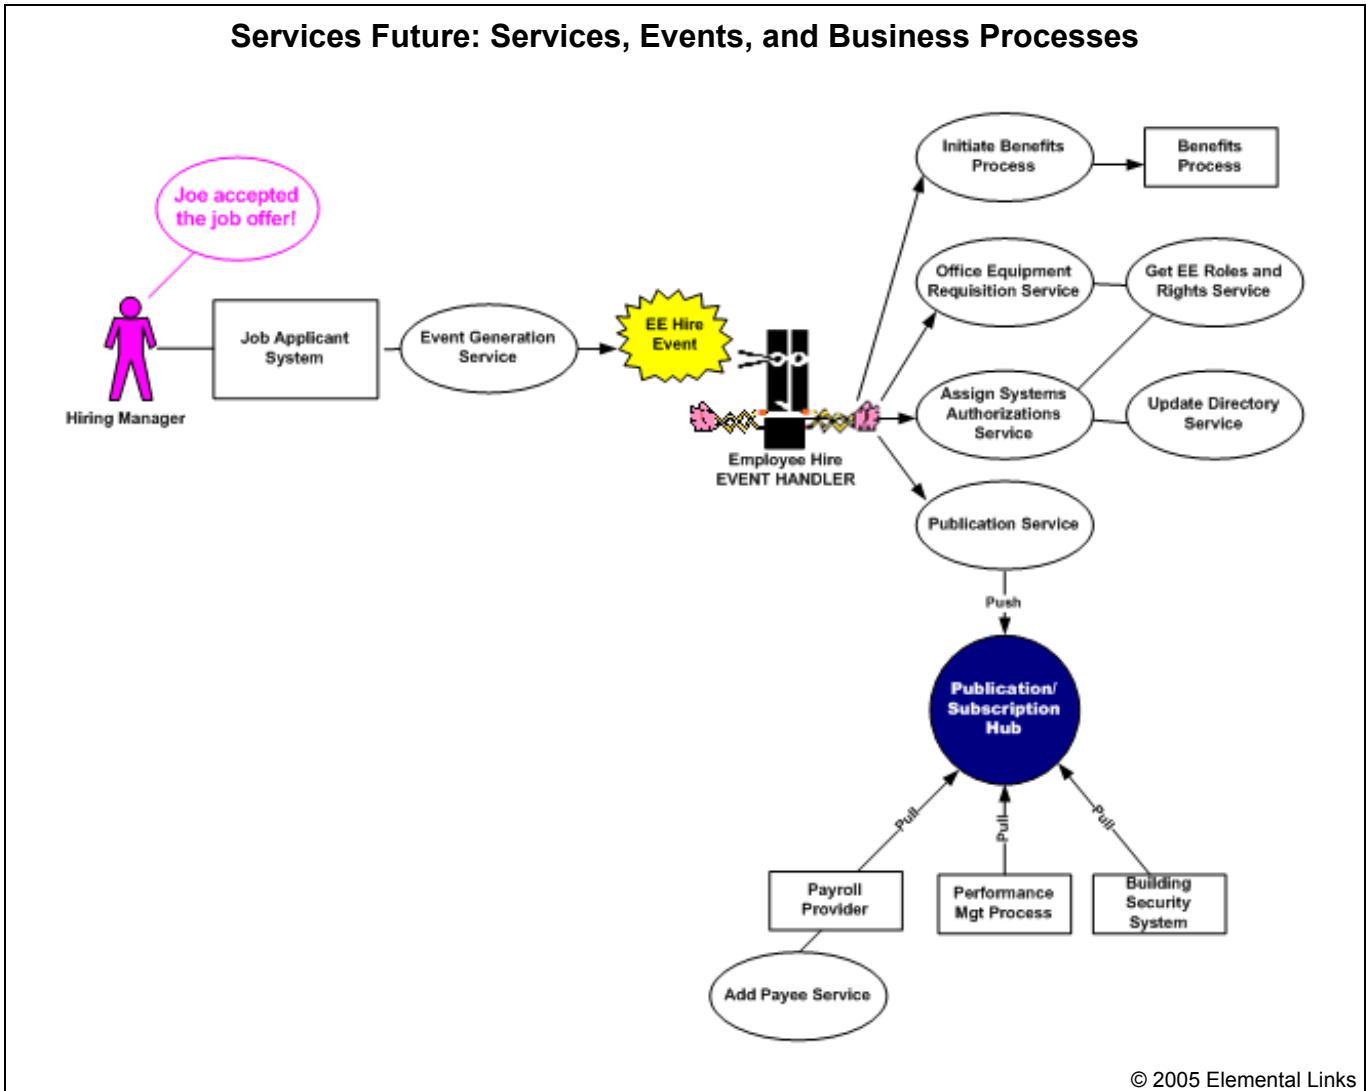 Services Future: Services, Events, and Business Processes
Joe accepted
the job offer!
Hiring Manager
Job Applicant
System
Event Generation
Service
EE Hire
Event
Employee Hire
EVENT HANDLER
Initiate Benefits
Process
Benefits
Process
Office Equipment
Requisition Service
Get EE Roles and
Rights Service
Assign Systems
Authorizations
Service
Update Directory
Service
Publication Service
Push
Publication/
Subscription
Hub
Pull
Pull
Pull
Payroll
Provider
Performance
Mgt Process
Building
Security
System
Add Payee Service
© 2005 Elemental Links